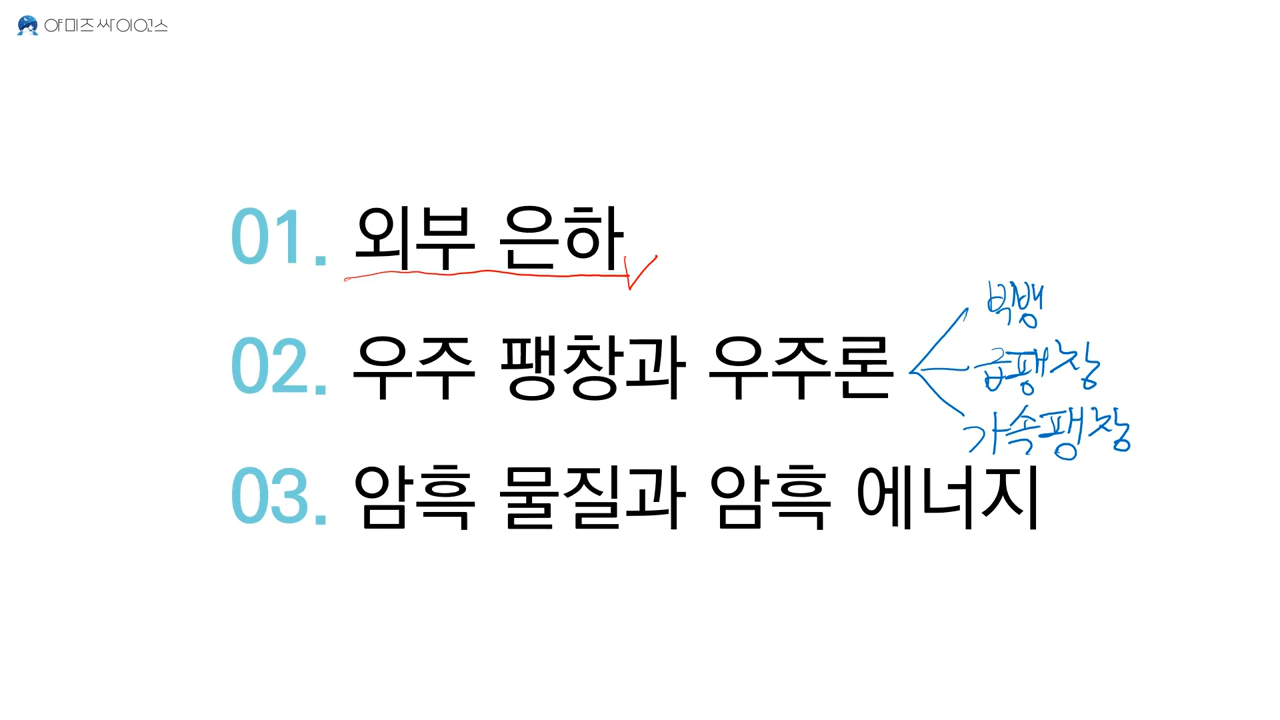 야미즈 싸이언스
01. 외부 은하
02. 우주 팽창과 우주론
빅뱅
급팽창
가속팽창
03. 암흑 물질과 암흑 에너지